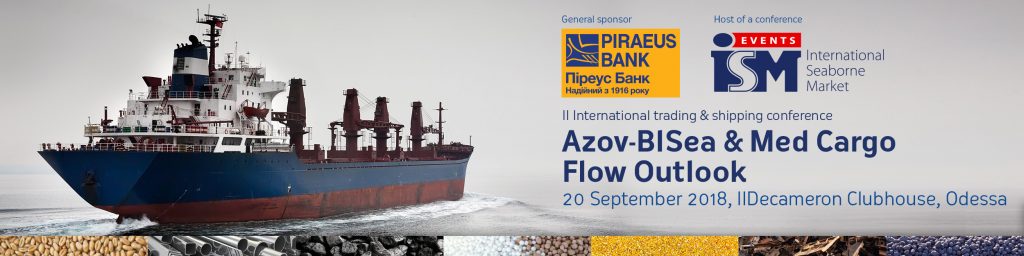 General sponsor
PIRAEUS
BANK
Піреус Банк
Надійний з 1916 року
Host of a conference
EVENTS
ISM
International
Seaborne
Market
II International trading & shipping conference
Azov-BlSea & Med Cargo
Flow Outlook
20 September 2018, IlDecameron Clubhouse, Odessa